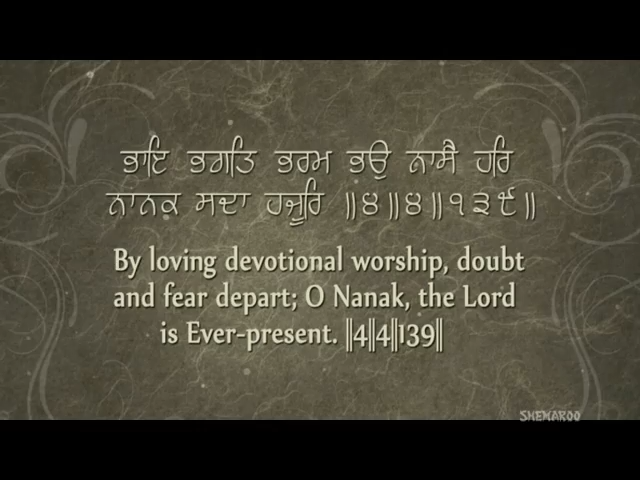 ਭਾਇ ਭਗਤਿ ਭਰਮ ਭਉ ਨਾਸੈ ਹਰਿ
ਨਾਨਕ ਸਦਾ ਹਜੂਰਿ ॥੪॥੪॥੧੩੯॥
By loving devotional worship, doubt
and fear depart; O Nanak, the Lord
is Ever-present. ||4||4||139||
SHEMAROO